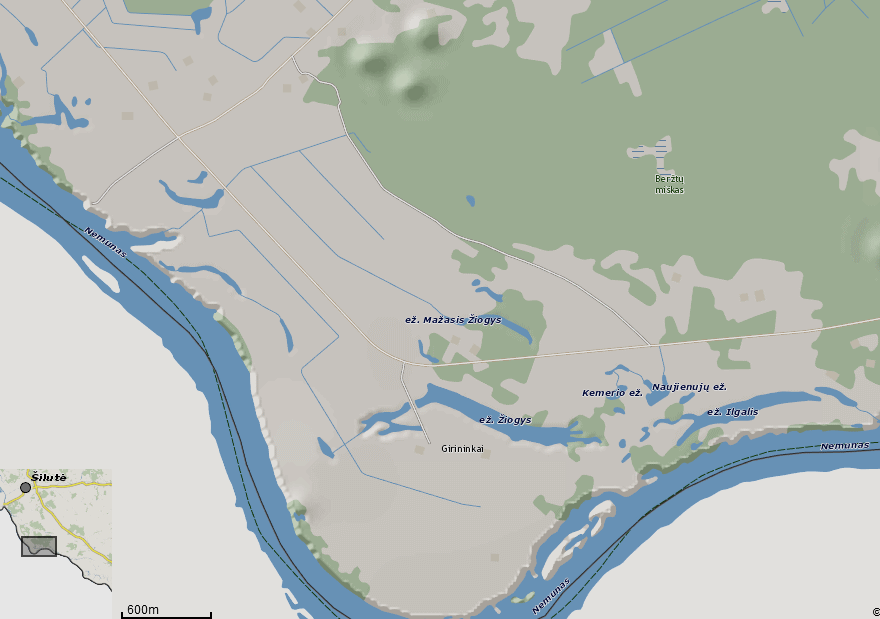 Beržtų
miškas
Nemunas
ež. Mažasis Žiogys
Kemerio ež.
Naujienujų ež.
ež. Ilgalis
ež. Žiogys
Girininkai
Nemunas
Šilutė
Nemunas
600m
©